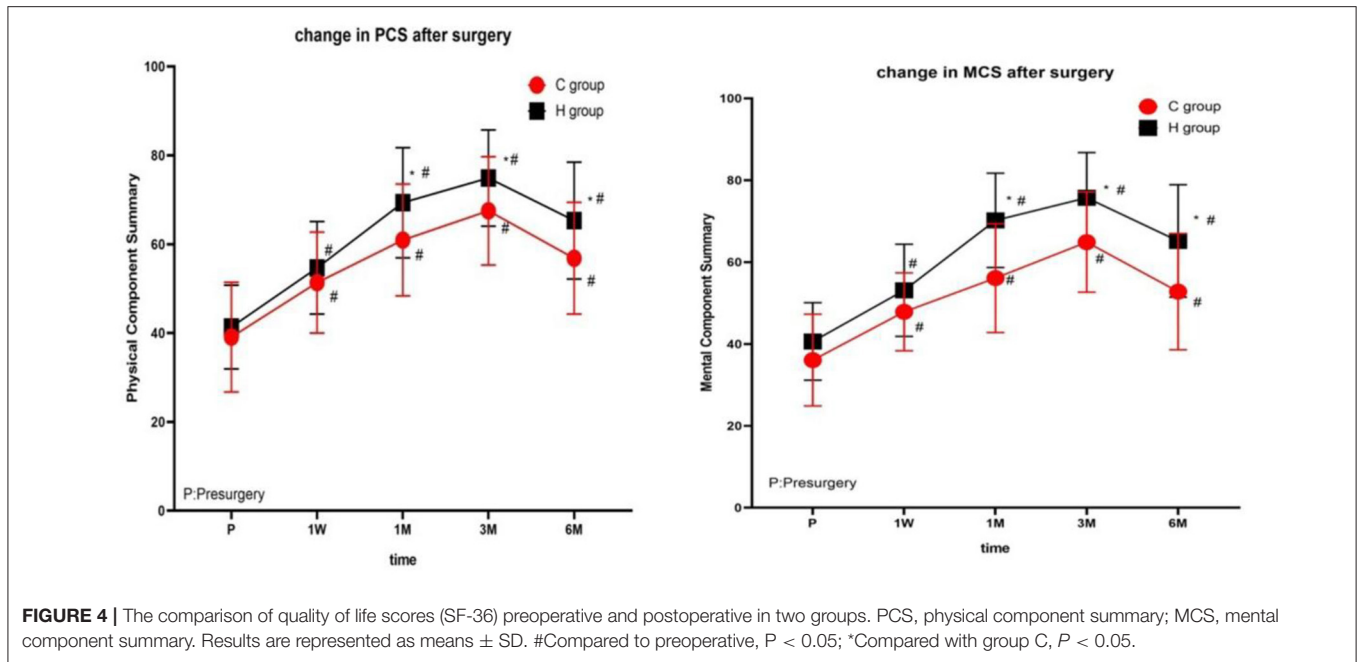 change in PCS after surgery
100
80
60
40
20
0
Physical Component Summary
C group
H group
#
#
* #
#
*#
#
*#
#
P:Presurgery
P 1W 1M 3M 6M
time
change in MCS after surgery
100
80
60
40
20
0
Mental Component Summary
C group
H group
#
#
* #
#
* #
#
* #
#
P:Presurgery
P 1W 1M 3M 6M
time
FIGURE 4 | The comparison of quality of life scores (SF-36) preoperative and postoperative in two groups. PCS, physical component summary; MCS, mental
component summary. Results are represented as means ± SD. #Compared to preoperative, P < 0.05; *Compared with group C, P < 0.05.